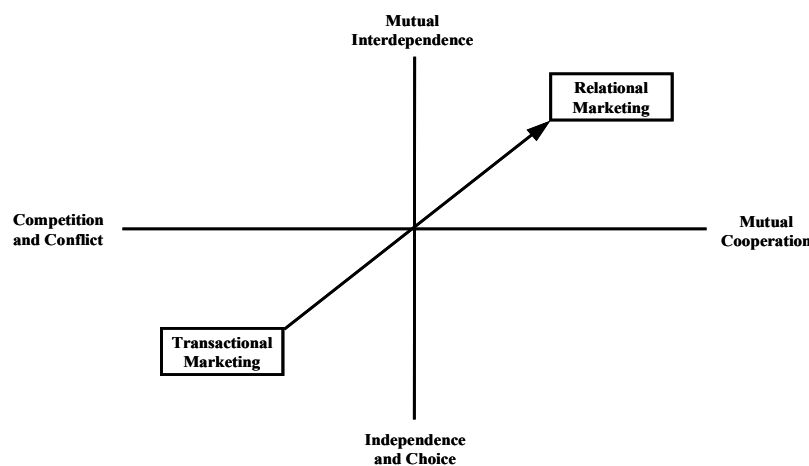 Mutual
Interdependence
Relational
Marketing
Competition
and Conflict
Mutual
Cooperation
Transactional
Marketing
Independence
and Choice